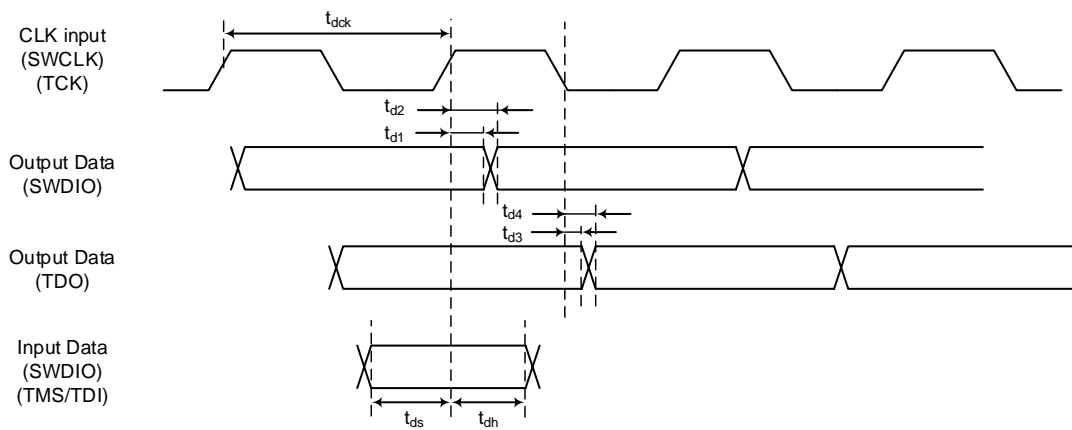 CLK input
(SWCLK)
(TCK)
tdck
td2
td1
Output Data
(SWDIO)
td4
td3
Output Data
(TDO)
Input Data
(SWDIO)
(TMS/TDI)
tds
tdh